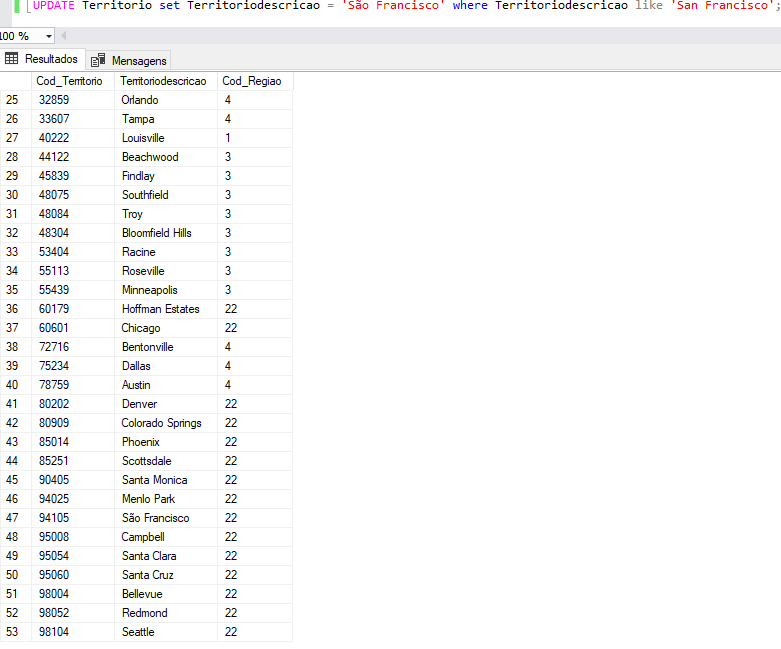 UPDATE Territorio set Territoriodescricao = 'São Francisco' where Territoriodescricao like 'San Francisco';
100 %
Resultados Mensagens
Cod_Territorio Territoriodescricao Cod_Regiao
25 32859 Orlando 4
26 33607 Tampa 4
27 40222 Louisville 1
28 44122 Beachwood 3
29 45839 Findlay 3
30 48075 Southfield 3
31 48084 Troy 3
32 48304 Bloomfield Hills 3
33 53404 Racine 3
34 55113 Roseville 3
35 55439 Minneapolis 3
36 60179 Hoffman Estates 22
37 60601 Chicago 22
38 72716 Bentonville 4
39 75234 Dallas 4
40 78759 Austin 4
41 80202 Denver 22
42 80909 Colorado Springs 22
43 85014 Phoenix 22
44 85251 Scottsdale 22
45 90405 Santa Monica 22
46 94025 Menlo Park 22
47 94105 São Francisco 22
48 95008 Campbell 22
49 95054 Santa Clara 22
50 95060 Santa Cruz 22
51 98004 Bellevue 22
52 98052 Redmond 22
53 98104 Seattle 22